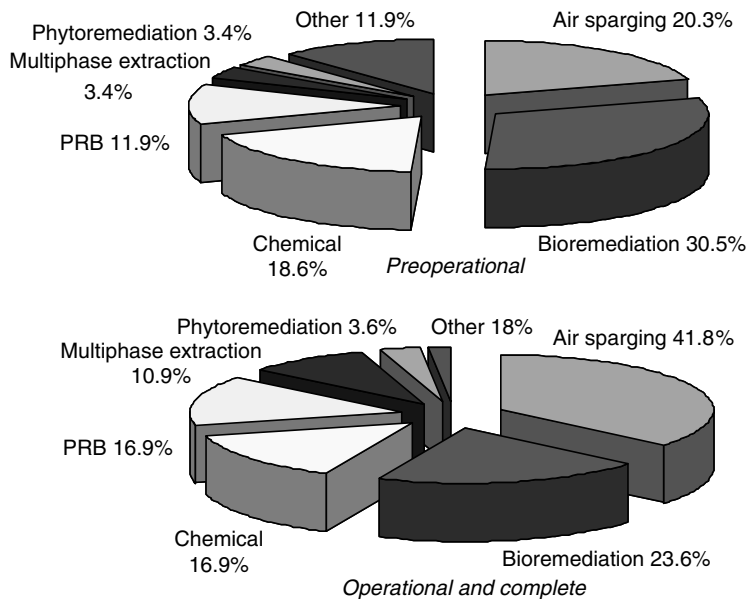 Other 11.9%
Air sparging 20.3%
Phytoremediation 3.4%
Multiphase extraction
3.4%
PRB 11.9%
Chemical
18.6%
Bioremediation 30.5%
Preoperational
Phytoremediation 3.6%
Other 18%
Air sparging 41.8%
Multiphase extraction
10.9%
PRB 16.9%
Chemical
16.9%
Bioremediation 23.6%
Operational and complete